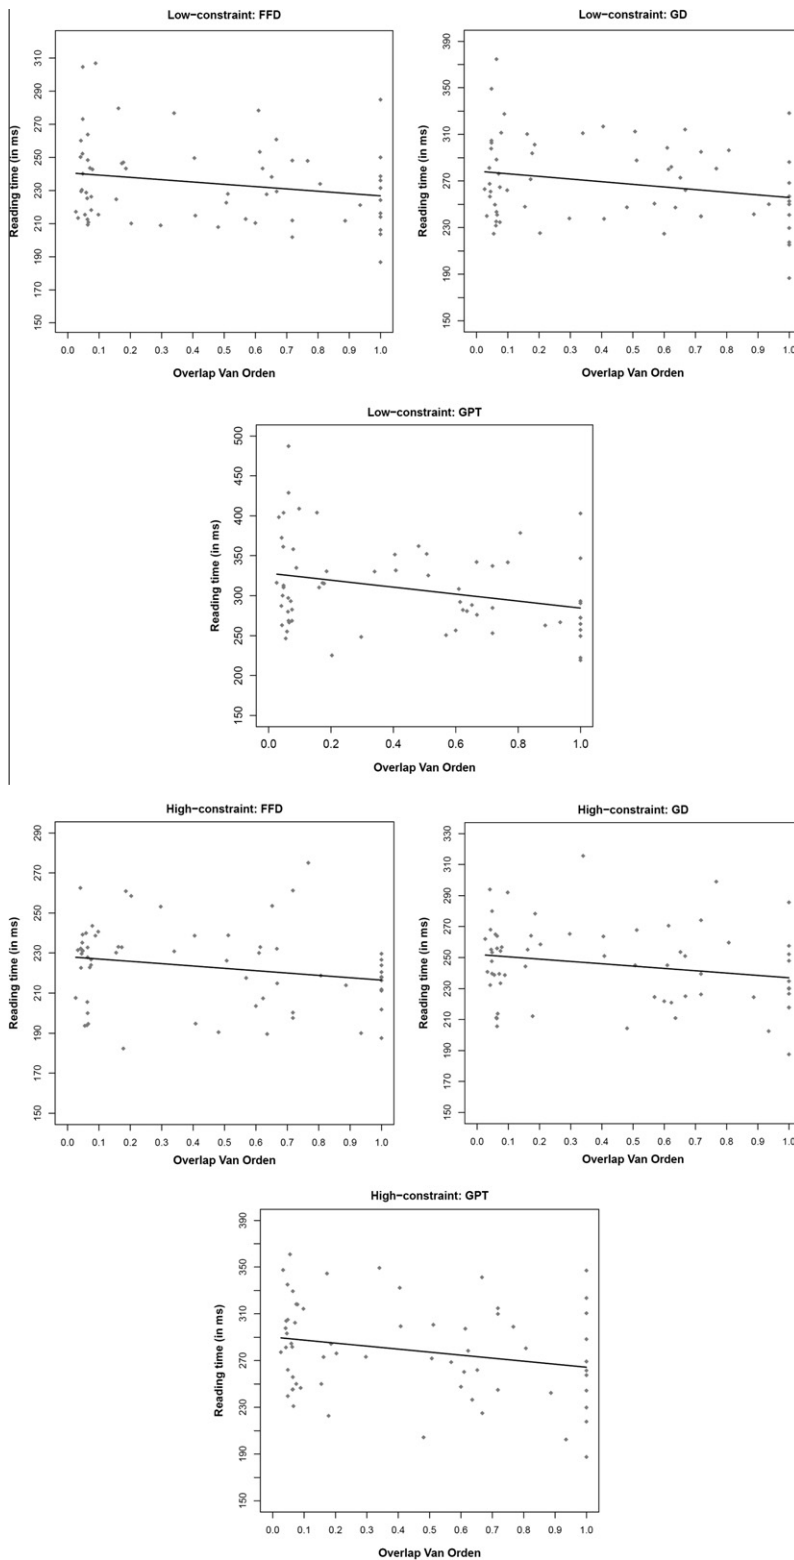 Low−constraint: FFD
Reading time (in ms)
310
290
270
250
230
210
190
170
150
0.0 0.1 0.2 0.3 0.4 0.5 0.6 0.7 0.8 0.9 1.0
Overlap Van Orden
Low−constraint: GD
Reading time (in ms)
390
350
310
270
230
190
150
0.0 0.1 0.2 0.3 0.4 0.5 0.6 0.7 0.8 0.9 1.0
Overlap Van Orden
Low−constraint: GPT
Reading time (in ms)
500
450
400
350
300
250
200
150
0.0 0.2 0.4 0.6 0.8 1.0
Overlap Van Orden
High−constraint: FFD
Reading time (in ms)
290
270
250
230
210
190
170
150
0.0 0.1 0.2 0.3 0.4 0.5 0.6 0.7 0.8 0.9 1.0
Overlap Van Orden
High−constraint: GD
Reading time (in ms)
330
310
290
270
250
230
210
190
170
150
0.0 0.1 0.2 0.3 0.4 0.5 0.6 0.7 0.8 0.9 1.0
Overlap Van Orden
High−constraint: GPT
Reading time (in ms)
390
350
310
270
230
190
150
0.0 0.1 0.2 0.3 0.4 0.5 0.6 0.7 0.8 0.9 1.0
Overlap Van Orden